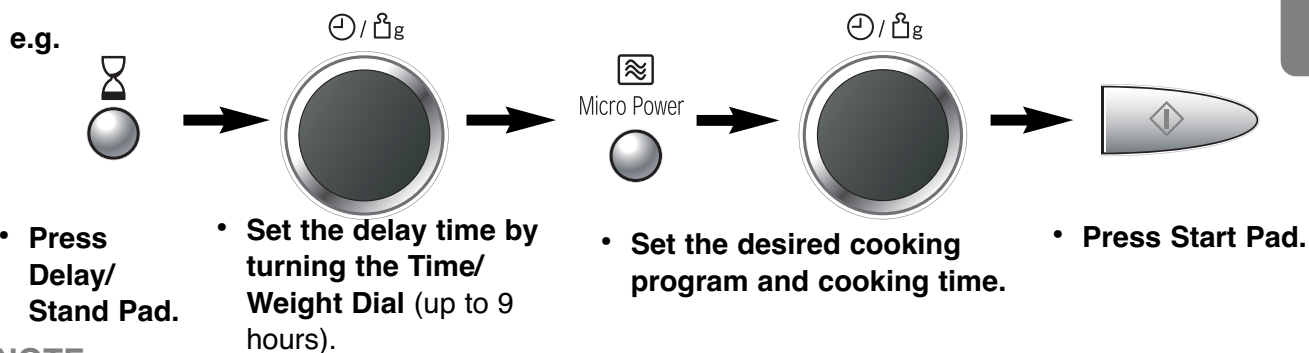 e.g.
/ g
Micro Power
/ g
• Press
Delay/
Stand Pad.
• Set the delay time by
turning the Time/
Weight Dial (up to 9
hours).
• Set the desired cooking
program and cooking time.
• Press Start Pad.